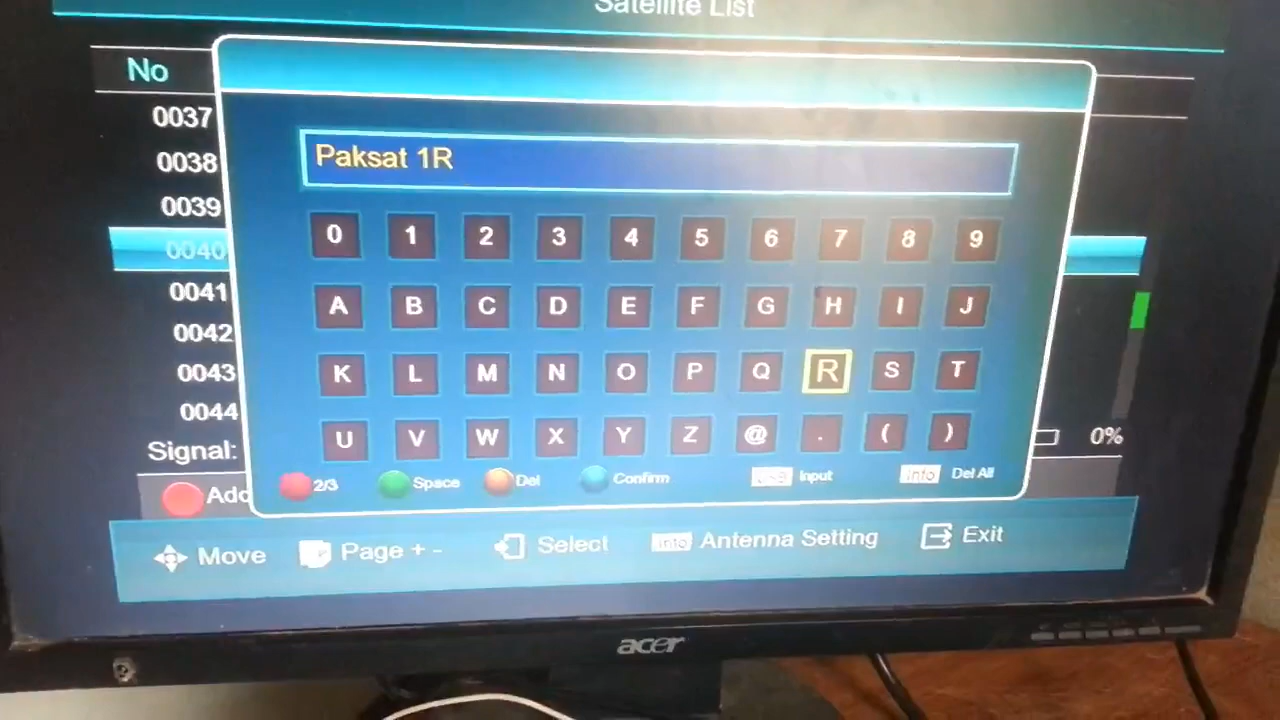 Satellite List
No
0037
0038
0039
0040
0041
0042
0043
0044
Signal:
0%
Paksat 1R
0 1 2 3 4 5 6 7 8 9
A B C D E F G H I J
K L M N O P Q R S T
U V W X Y Z @ . ( )
2/3 Space Del Confirm Input Info Del All
Add
Move Page + - Select Info Antenna Setting Exit
acer